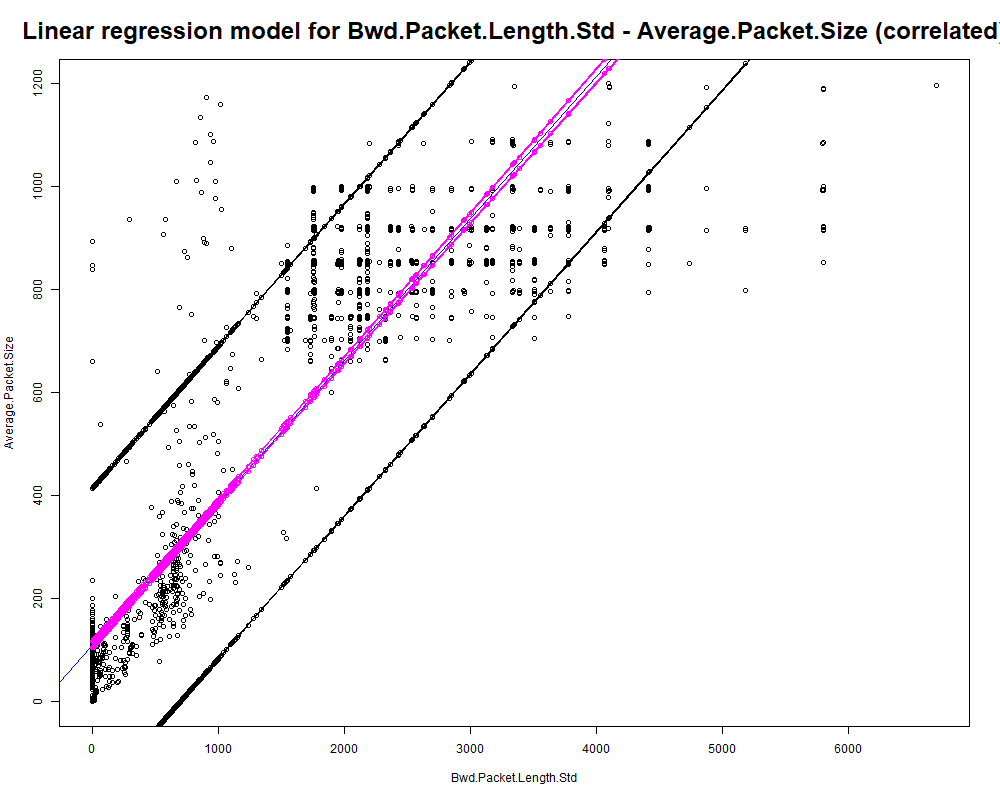 Linear regression model for Bwd.Packet.Length.Std - Average.Packet.Size (correlated)
1200
1000
800
600
400
200
0
Average.Packet.Size
0 1000 2000 3000 4000 5000 6000
Bwd.Packet.Length.Std